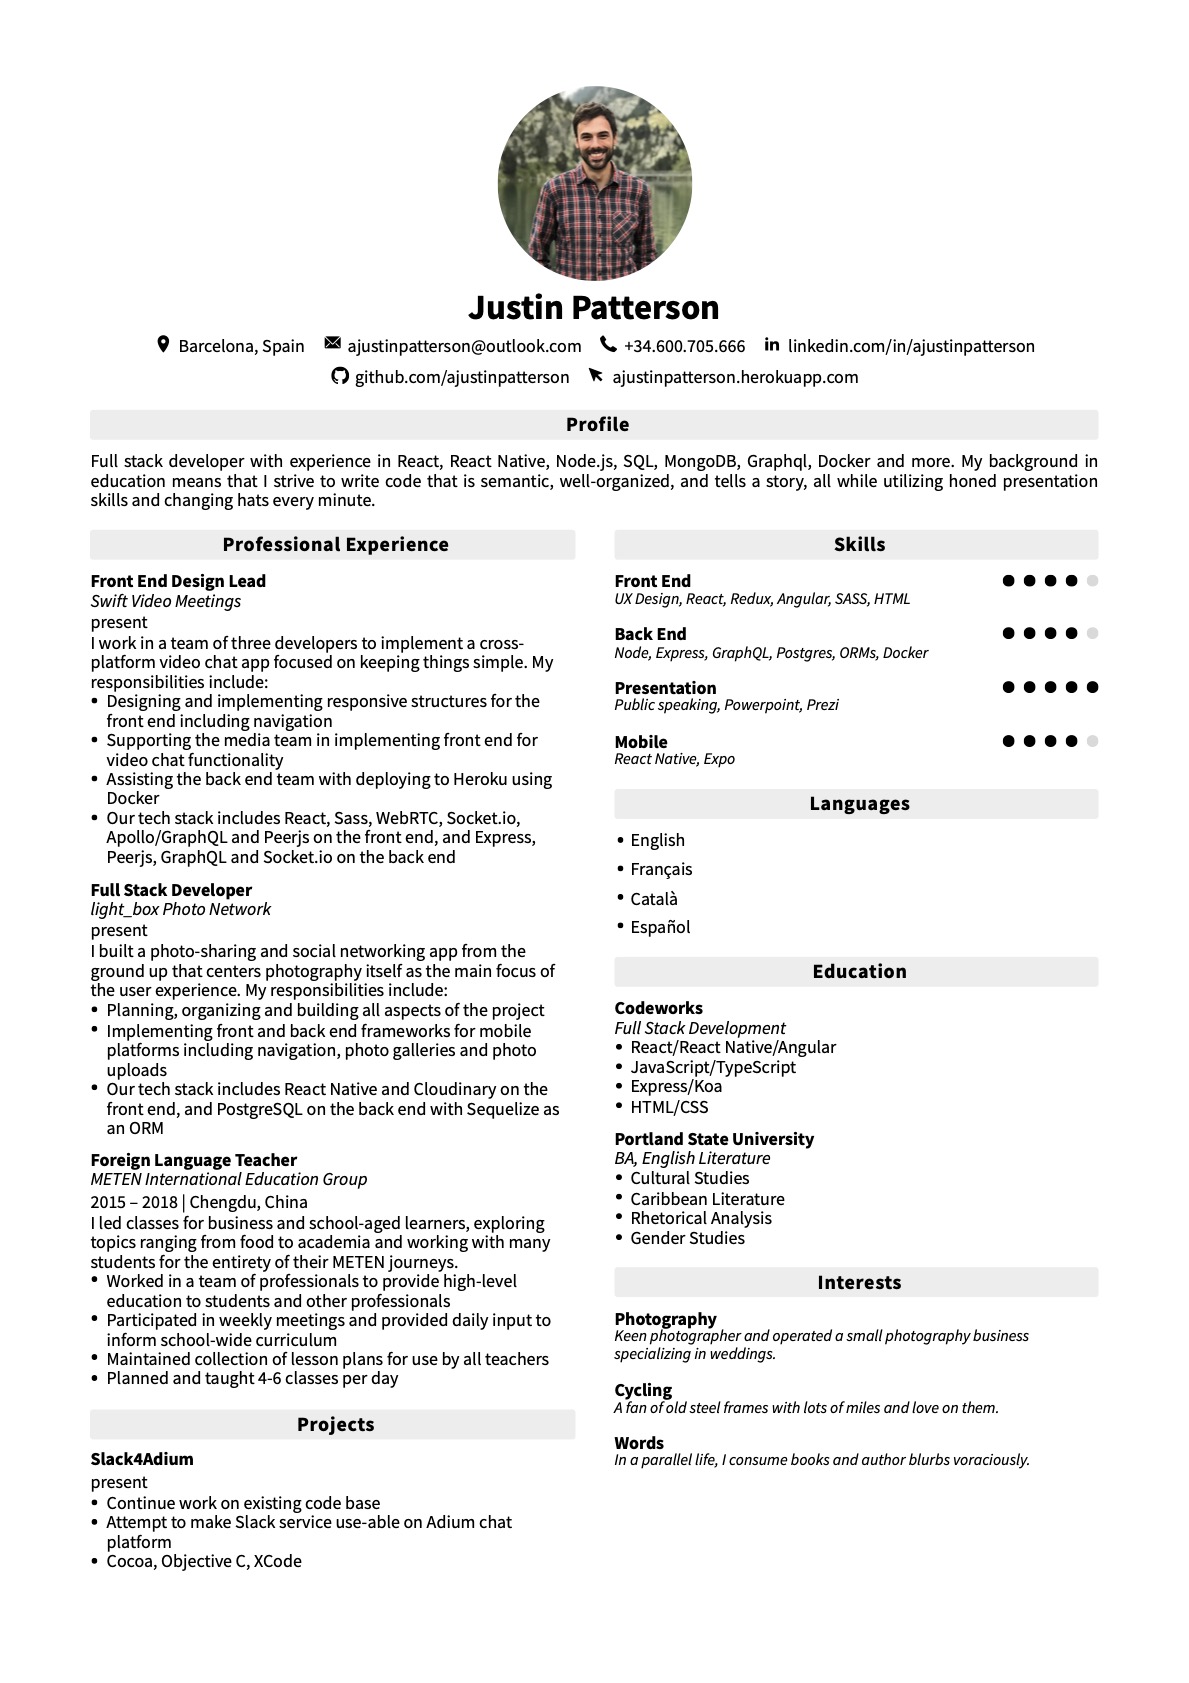 Justin Patterson
Barcelona, Spain ajustinpatterson@outlook.com +34.600.705.666 linkedin.com/in/ajustinpatterson
github.com/ajustinpatterson ajustinpatterson.herokuapp.com
Profile
Full stack developer with experience in React, React Native, Node.js, SQL, MongoDB, Graphql, Docker and more. My background in
education means that I strive to write code that is semantic, well-organized, and tells a story, all while utilizing honed presentation
skills and changing hats every minute.
Professional Experience
Front End Design Lead
Swift Video Meetings
present
I work in a team of three developers to implement a cross-
platform video chat app focused on keeping things simple. My
responsibilities include:
• Designing and implementing responsive structures for the
front end including navigation
• Supporting the media team in implementing front end for
video chat functionality
• Assisting the back end team with deploying to Heroku using
Docker
• Our tech stack includes React, Sass, WebRTC, Socket.io,
Apollo/GraphQL and Peerjs on the front end, and Express,
Peerjs, GraphQL and Socket.io on the back end
Full Stack Developer
light_box Photo Network
present
I built a photo-sharing and social networking app from the
ground up that centers photography itself as the main focus of
the user experience. My responsibilities include:
• Planning, organizing and building all aspects of the project
• Implementing front and back end frameworks for mobile
platforms including navigation, photo galleries and photo
uploads
• Our tech stack includes React Native and Cloudinary on the
front end, and PostgreSQL on the back end with Sequelize as
an ORM
Foreign Language Teacher
METEN International Education Group
2015 – 2018 | Chengdu, China
I led classes for business and school-aged learners, exploring
topics ranging from food to academia and working with many
students for the entirety of their METEN journeys.
• Worked in a team of professionals to provide high-level
education to students and other professionals
• Participated in weekly meetings and provided daily input to
inform school-wide curriculum
• Maintained collection of lesson plans for use by all teachers
• Planned and taught 4-6 classes per day
Projects
Slack4Adium
present
• Continue work on existing code base
• Attempt to make Slack service use-able on Adium chat
platform
• Cocoa, Objective C, XCode
Skills
Front End
UX Design, React, Redux, Angular, SASS, HTML
Back End
Node, Express, GraphQL, Postgres, ORMs, Docker
Presentation
Public speaking, Powerpoint, Prezi
Mobile
React Native, Expo
Languages
• English
• Français
• Català
• Español
Education
Codeworks
Full Stack Development
• React/React Native/Angular
• JavaScript/TypeScript
• Express/Koa
• HTML/CSS
Portland State University
BA, English Literature
• Cultural Studies
• Caribbean Literature
• Rhetorical Analysis
• Gender Studies
Interests
Photography
Keen photographer and operated a small photography business
specializing in weddings.
Cycling
A fan of old steel frames with lots of miles and love on them.
Words
In a parallel life, I consume books and author blurbs voraciously.